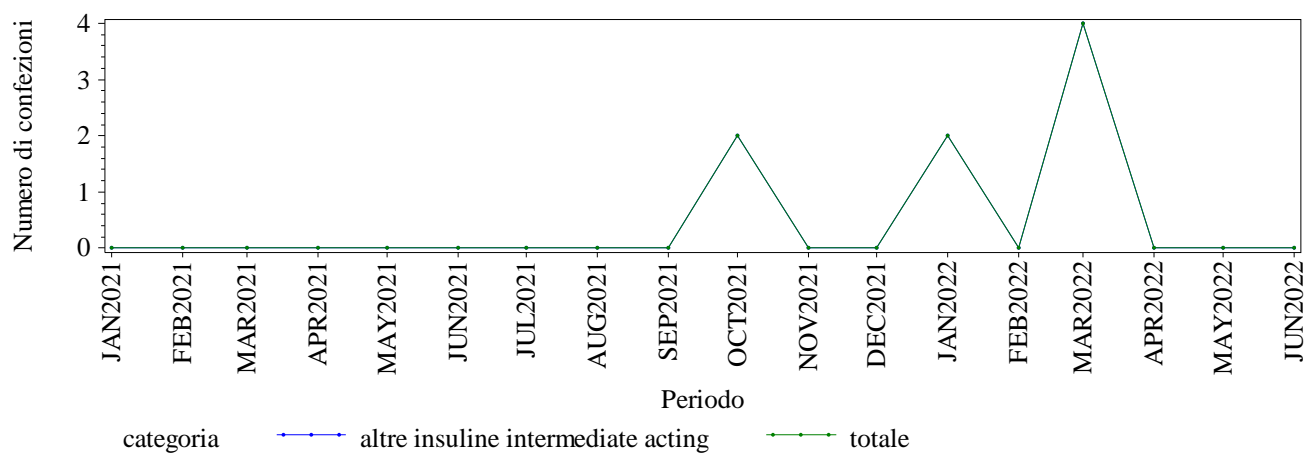 Numero di confezioni
4
3
2
1
0
JAN2021
FEB2021
MAR2021
APR2021
MAY2021
JUN2021
JUL2021
AUG2021
SEP2021
OCT2021
NOV2021
DEC2021
JAN2022
FEB2022
MAR2022
APR2022
MAY2022
JUN2022
Periodo
categoria altre insuline intermediate acting totale